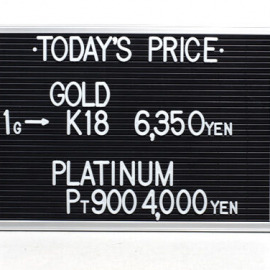 ·TODAY'S PRICE·
GOLD
1G→ K18 6,350YEN
PLATINUM
PT900 4,000YEN